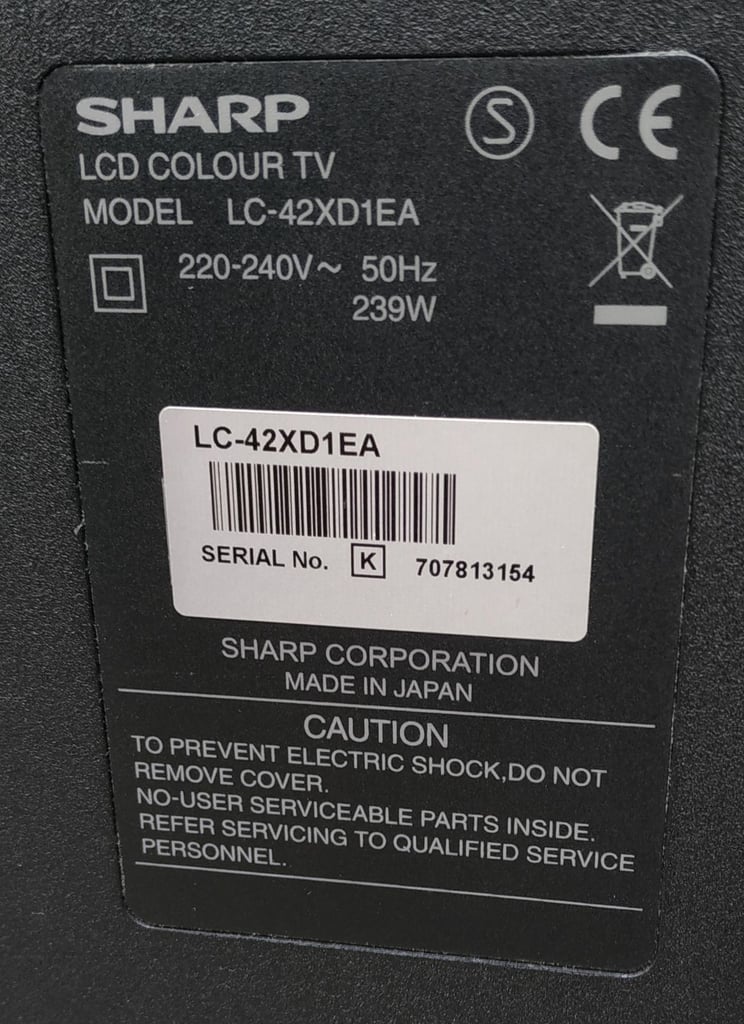 SHARP
LCD COLOUR TV
MODEL LC-42XD1EA
220-240V~ 50Hz
239W
LC-42XD1EA
SERIAL No. K 707813154
SHARP CORPORATION
MADE IN JAPAN
CAUTION
TO PREVENT ELECTRIC SHOCK,DO NOT
REMOVE COVER.
NO-USER SERVICEABLE PARTS INSIDE.
REFER SERVICING TO QUALIFIED SERVICE
PERSONNEL.